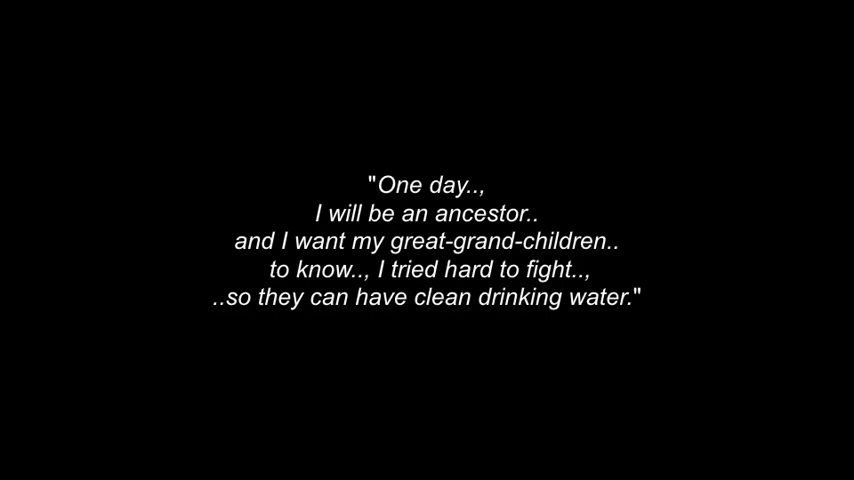 "One day..,
I will be an ancestor..
and I want my great-grand-children..
to know.., I tried hard to fight..,
..so they can have clean drinking water."